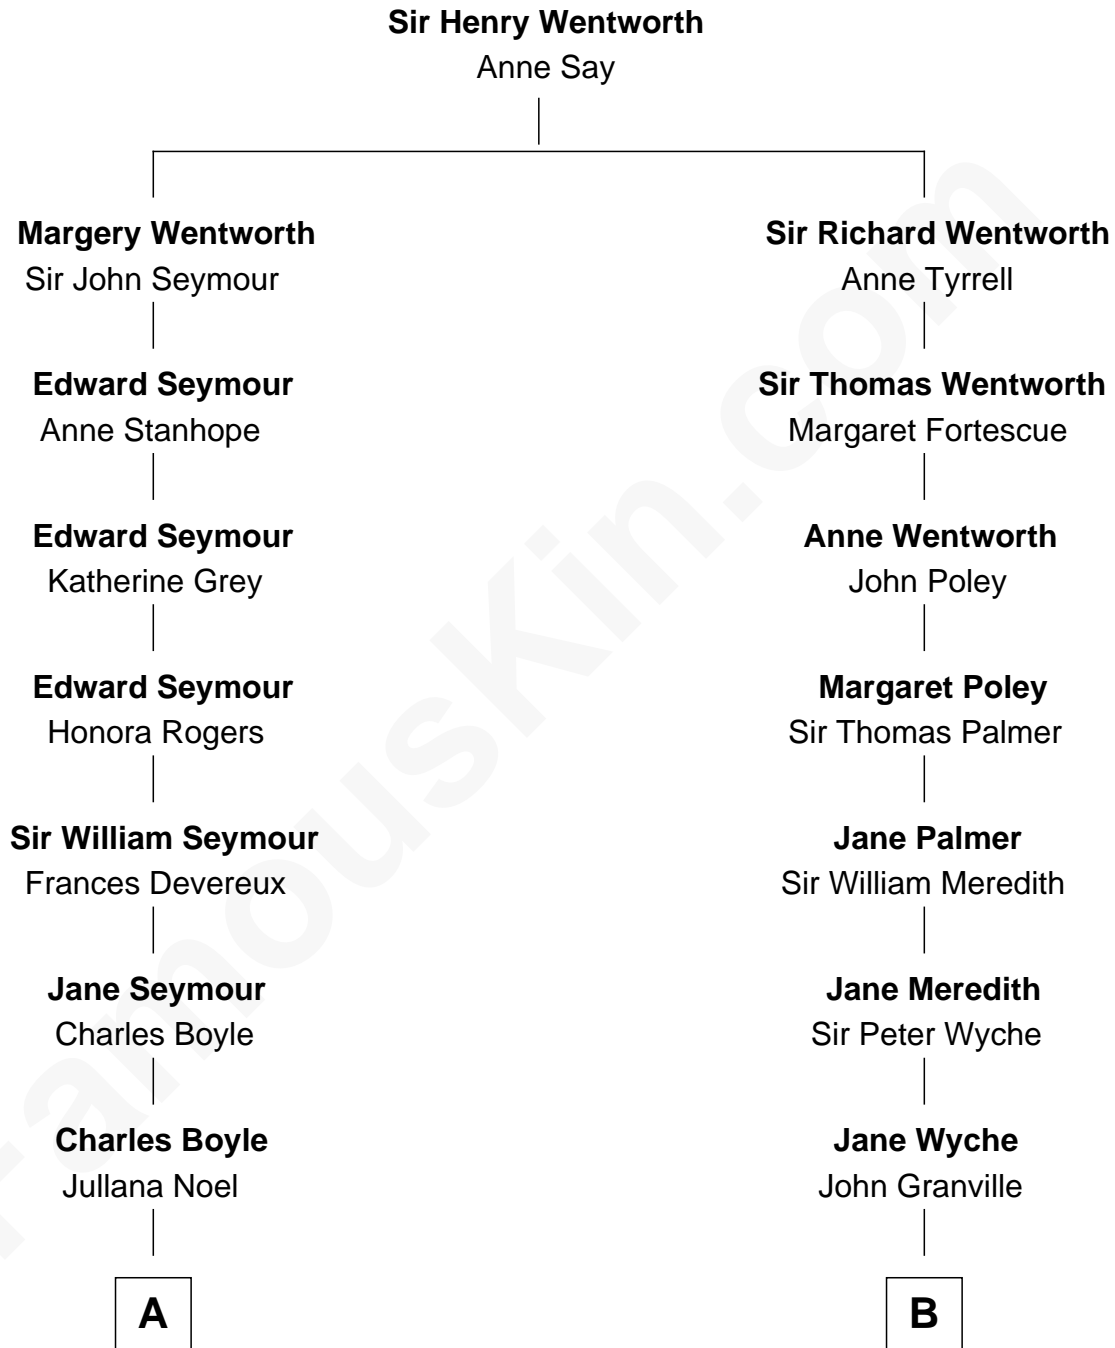 Sir Henry Wentworth
Anne Say
Margery Wentworth
Sir John Seymour
Sir Richard Wentworth
Anne Tyrrell
Edward Seymour
Anne Stanhope
Sir Thomas Wentworth
Margaret Fortescue
Edward Seymour
Katherine Grey
Anne Wentworth
John Poley
Edward Seymour
Honora Rogers
Margaret Poley
Sir Thomas Palmer
Sir William Seymour
Frances Devereux
Jane Palmer
Sir William Meredith
Jane Seymour
Charles Boyle
Jane Meredith
Sir Peter Wyche
Charles Boyle
Jullana Noel
Jane Wyche
John Granville
A
B
FamousKin.com